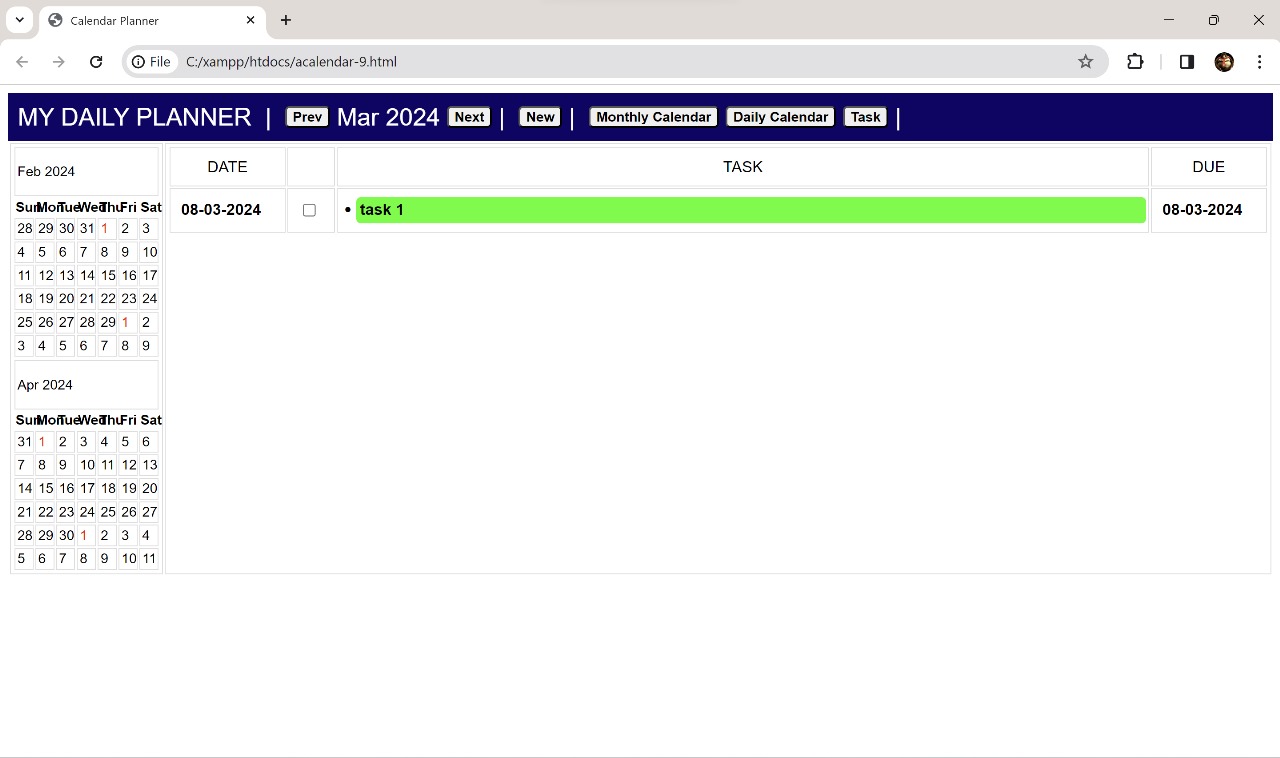 Calendar Planner
File C:/xampp/htdocs/acalendar-9.html
MY DAILY PLANNER | Prev Mar 2024 Next | New | Monthly Calendar Daily Calendar Task |
Feb 2024
Sun Mon Tue Wed Thu Fri Sat
28 29 30 31 1 2 3
4 5 6 7 8 9 10
11 12 13 14 15 16 17
18 19 20 21 22 23 24
25 26 27 28 29 1 2
3 4 5 6 7 8 9
Apr 2024
Sun Mon Tue Wed Thu Fri Sat
31 1 2 3 4 5 6
7 8 9 10 11 12 13
14 15 16 17 18 19 20
21 22 23 24 25 26 27
28 29 30 1 2 3 4
5 6 7 8 9 10 11
DATE TASK DUE
08-03-2024 • task 1 08-03-2024